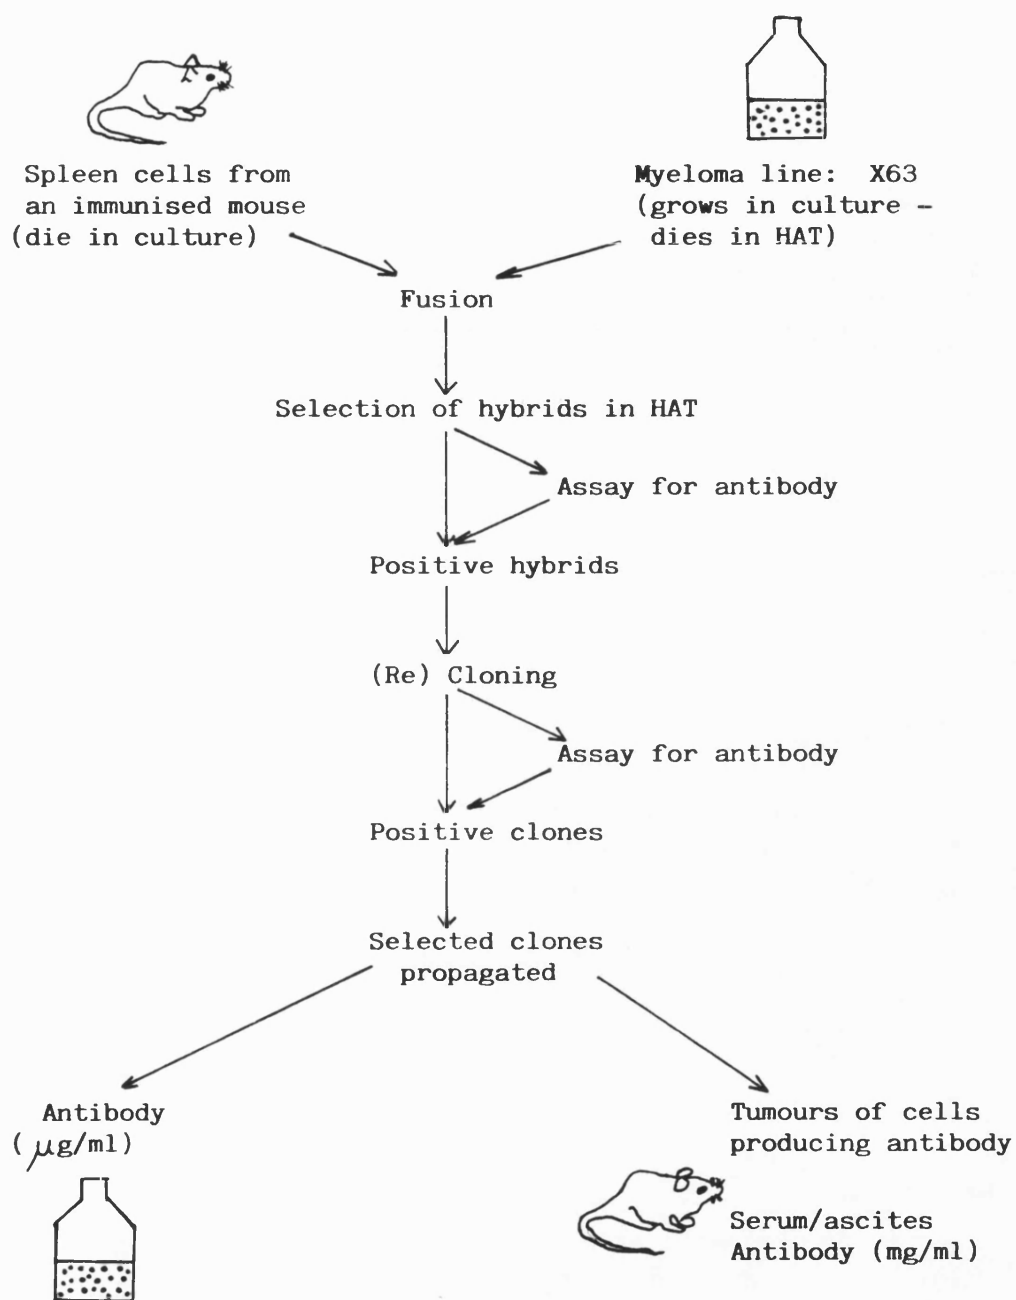 Spleen cells from
an immunised mouse
(die in culture)
Myeloma line: X63
(grows in culture –
dies in HAT)
Fusion
Selection of hybrids in HAT
Assay for antibody
Positive hybrids
(Re) Cloning
Assay for antibody
Positive clones
Selected clones
propagated
Antibody
(μg/ml)
Tumours of cells
producing antibody
Serum/ascites
Antibody (mg/ml)